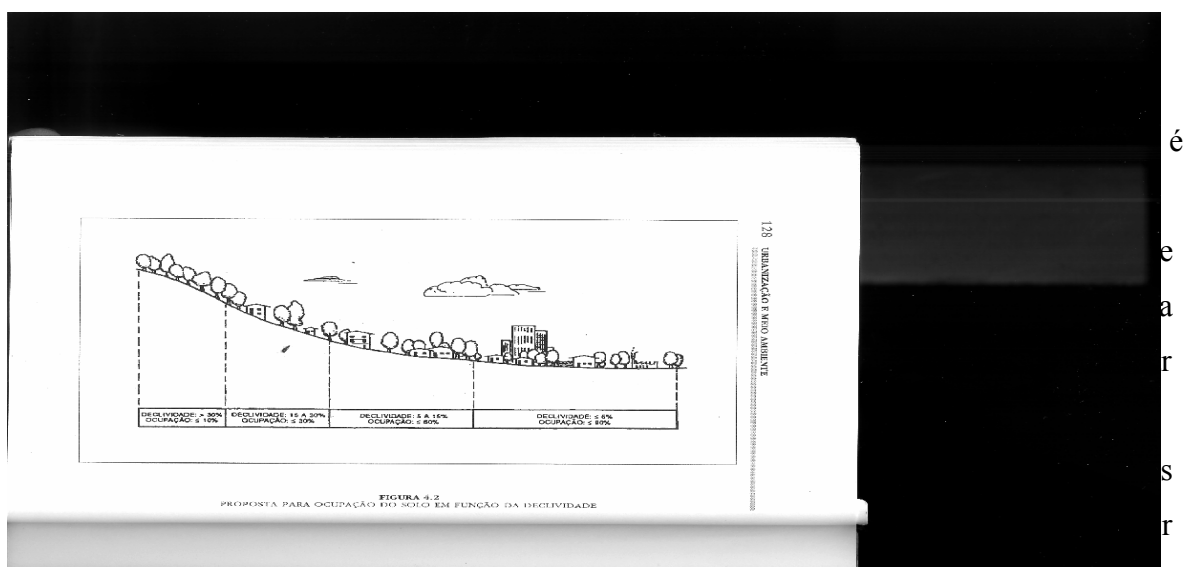 128 URBANIZAÇÃO E MEIO AMBIENTE
DECLIVIDADE: > 30%
OCUPAÇÃO: ≤ 10%
DECLIVIDADE: 15 A 30%
OCUPAÇÃO: ≤ 30%
DECLIVIDADE: 5 A 15%
OCUPAÇÃO: ≤ 60%
DECLIVIDADE: ≤ 5%
OCUPAÇÃO: ≤ 80%
FIGURA 4.2
PROPOSTA PARA OCUPAÇÃO DO SOLO EM FUNÇÃO DA DECLIVIDADE
é
e
a
r
s
r